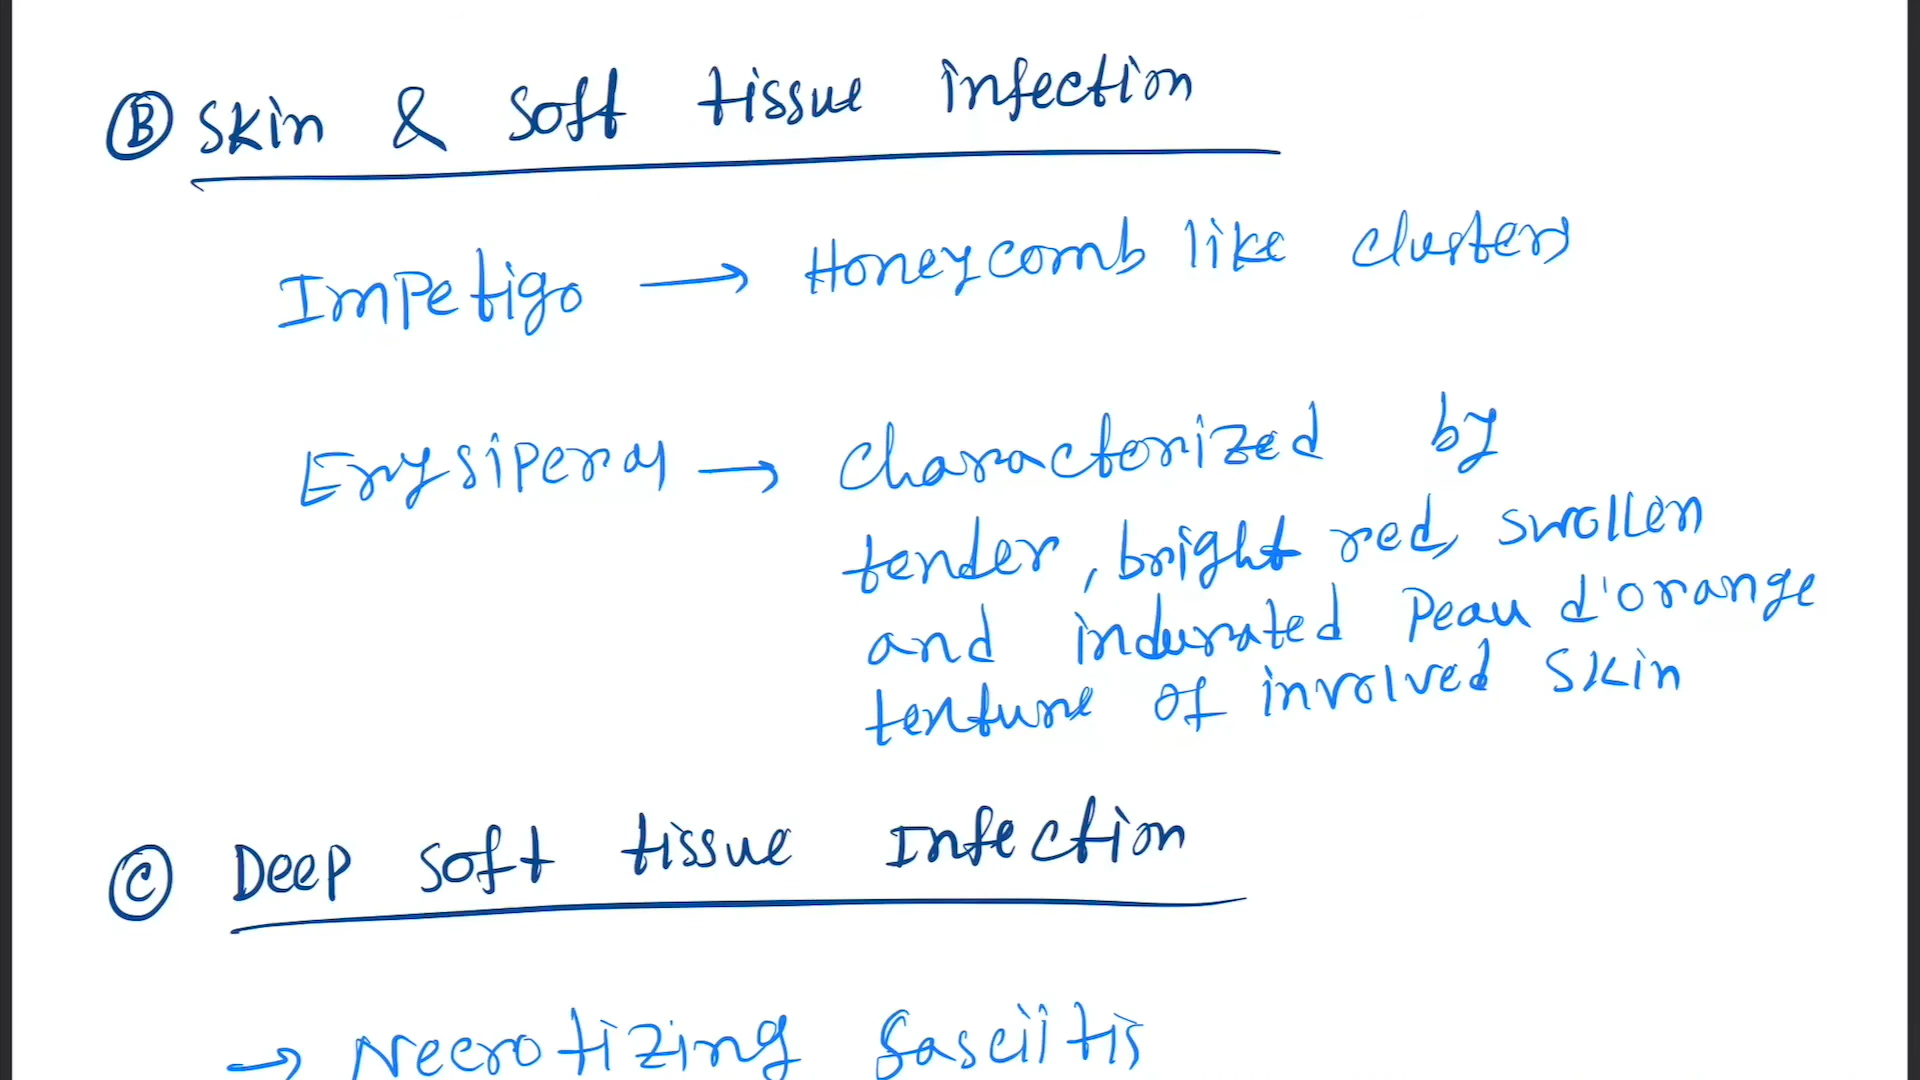 Ⓑ Skin & Soft tissue infection
Impetigo → Honeycomb like clusters
Erysiperas → characterized by
tender, bright red, swollen
and indurated Peau d'orange
texture of involved skin
Ⓒ Deep soft tissue Infection
→ Necrotizing fasciitis